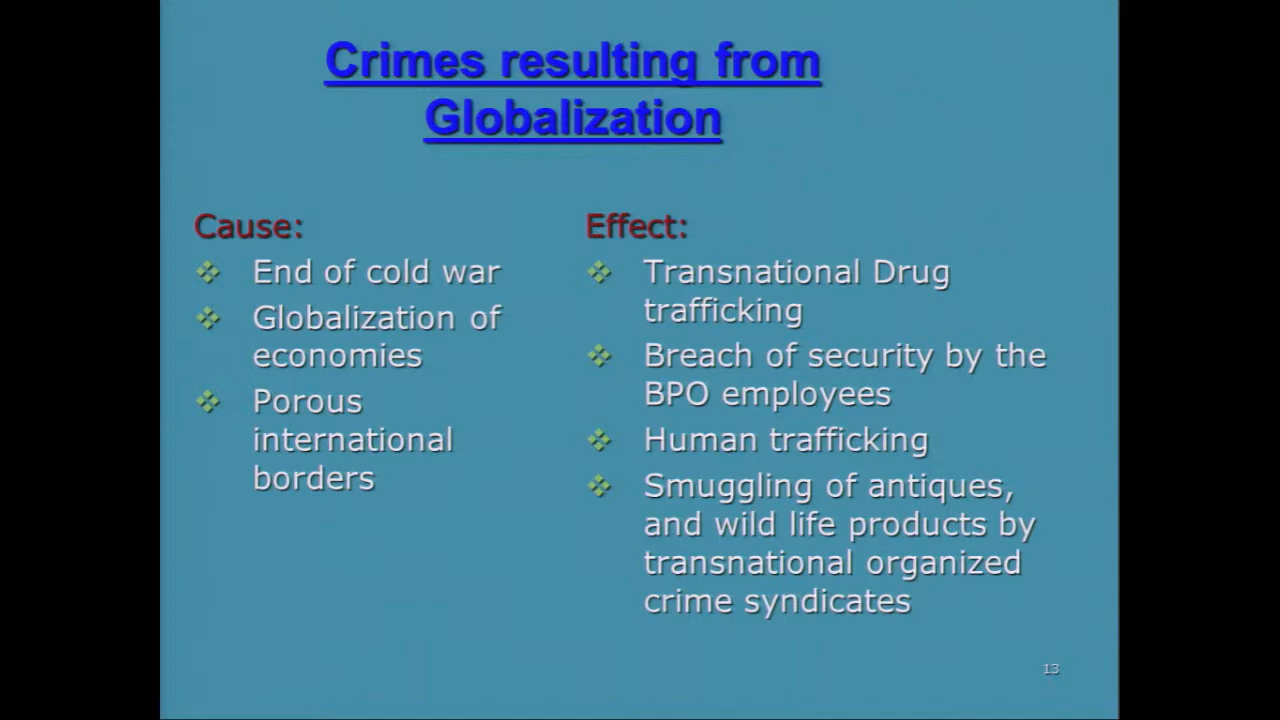 Crimes resulting from
Globalization
Cause:
End of cold war
Globalization of
economies
Porous
international
borders
Effect:
Transnational Drug
trafficking
Breach of security by the
BPO employees
Human trafficking
Smuggling of antiques,
and wild life products by
transnational organized
crime syndicates
13